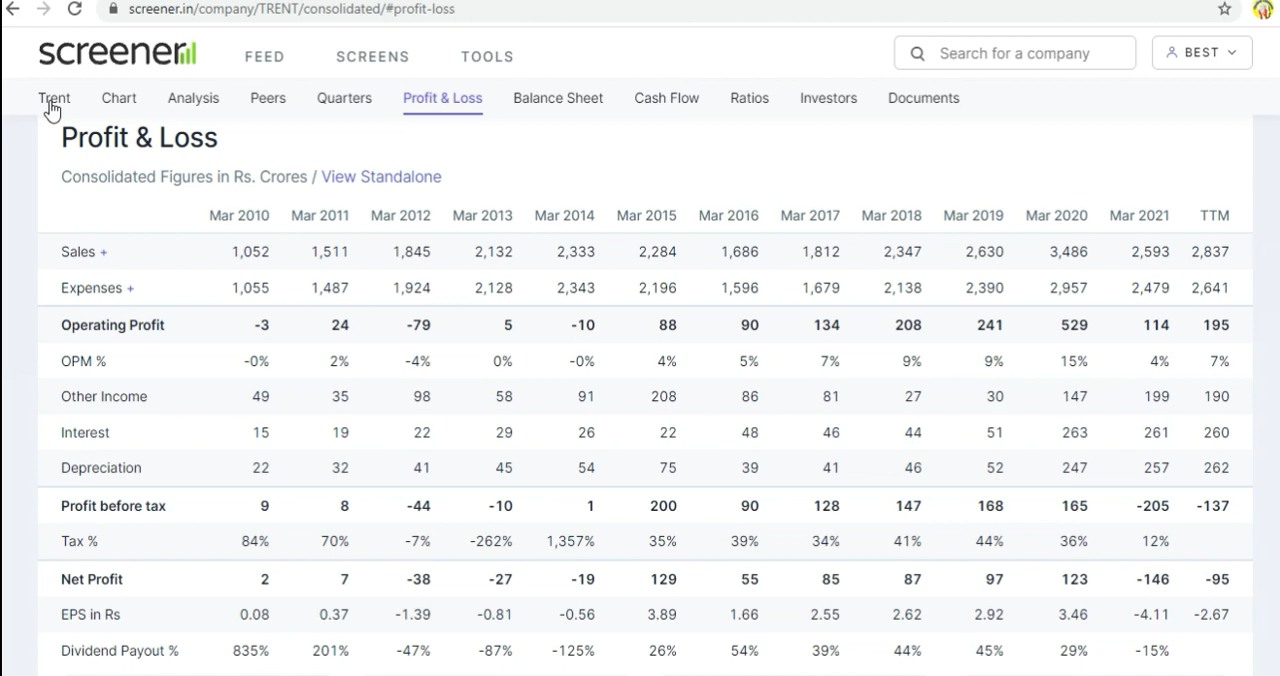 screener.in/company/TRENT/consolidated/#profit-loss
screener FEED SCREENS TOOLS Search for a company BEST
Trent Chart Analysis Peers Quarters Profit & Loss Balance Sheet Cash Flow Ratios Investors Documents
Profit & Loss
Consolidated Figures in Rs. Crores / View Standalone
Mar 2010 Mar 2011 Mar 2012 Mar 2013 Mar 2014 Mar 2015 Mar 2016 Mar 2017 Mar 2018 Mar 2019 Mar 2020 Mar 2021 TTM
Sales + 1,052 1,511 1,845 2,132 2,333 2,284 1,686 1,812 2,347 2,630 3,486 2,593 2,837
Expenses + 1,055 1,487 1,924 2,128 2,343 2,196 1,596 1,679 2,138 2,390 2,957 2,479 2,641
Operating Profit -3 24 -79 5 -10 88 90 134 208 241 529 114 195
OPM % -0% 2% -4% 0% -0% 4% 5% 7% 9% 9% 15% 4% 7%
Other Income 49 35 98 58 91 208 86 81 27 30 147 199 190
Interest 15 19 22 29 26 22 48 46 44 51 263 261 260
Depreciation 22 32 41 45 54 75 39 41 46 52 247 257 262
Profit before tax 9 8 -44 -10 1 200 90 128 147 168 165 -205 -137
Tax % 84% 70% -7% -262% 1,357% 35% 39% 34% 41% 44% 36% 12%
Net Profit 2 7 -38 -27 -19 129 55 85 87 97 123 -146 -95
EPS in Rs 0.08 0.37 -1.39 -0.81 -0.56 3.89 1.66 2.55 2.62 2.92 3.46 -4.11 -2.67
Dividend Payout % 835% 201% -47% -87% -125% 26% 54% 39% 44% 45% 29% -15%